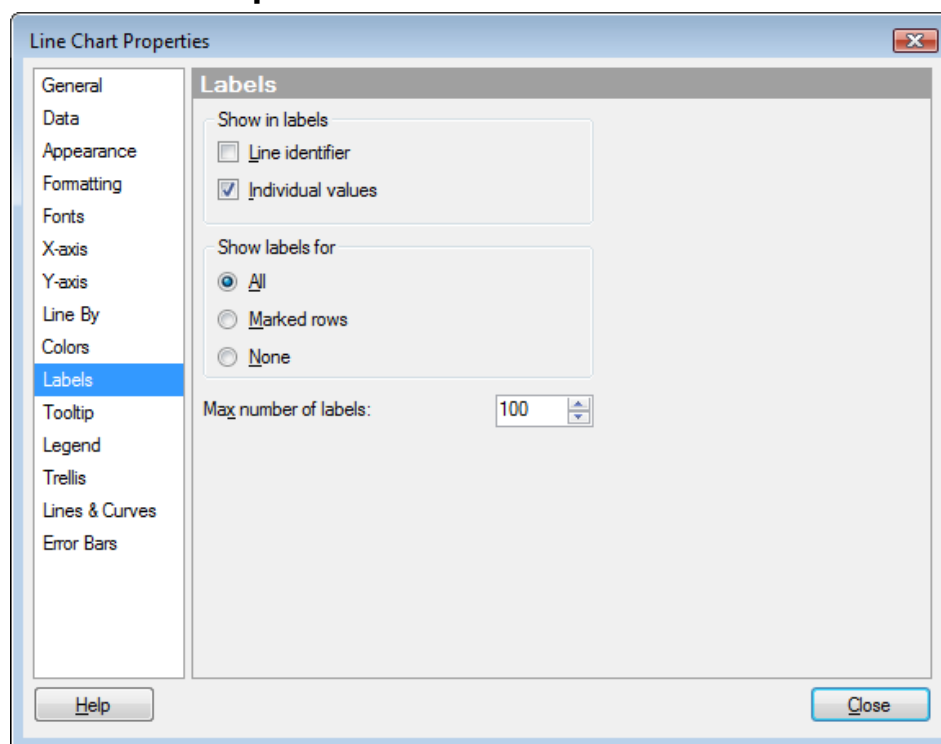 Line Chart Properties
General
Data
Appearance
Formatting
Fonts
X-axis
Y-axis
Line By
Colors
Labels
Tooltip
Legend
Trellis
Lines & Curves
Error Bars
Labels
Show in labels
Line identifier
Individual values
Show labels for
All
Marked rows
None
Max number of labels: 100
Help
Close